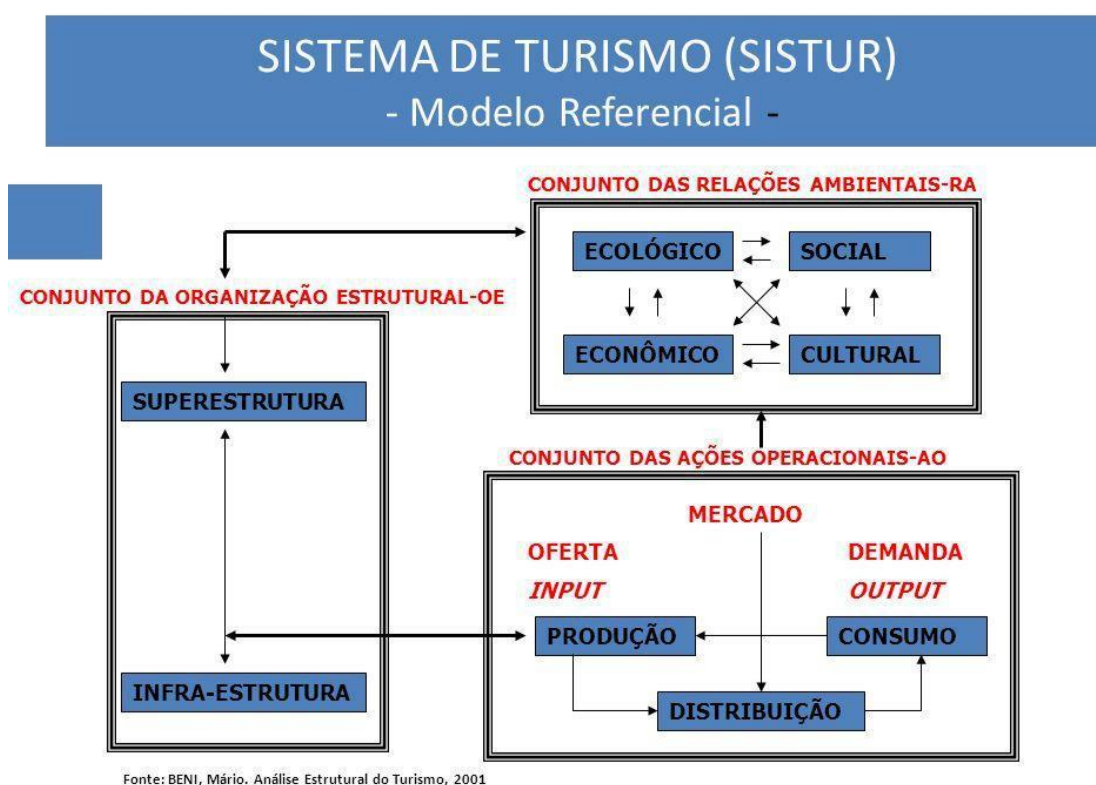 SISTEMA DE TURISMO (SISTUR)
- Modelo Referencial -
CONJUNTO DAS RELAÇÕES AMBIENTAIS-RA
ECOLÓGICO
SOCIAL
ECONÔMICO
CULTURAL
CONJUNTO DA ORGANIZAÇÃO ESTRUTURAL-OE
SUPERESTRUTURA
INFRA-ESTRUTURA
CONJUNTO DAS AÇÕES OPERACIONAIS-AO
MERCADO
OFERTA
INPUT
DEMANDA
OUTPUT
PRODUÇÃO
CONSUMO
DISTRIBUIÇÃO
Fonte: BENI, Mário. Análise Estrutural do Turismo, 2001